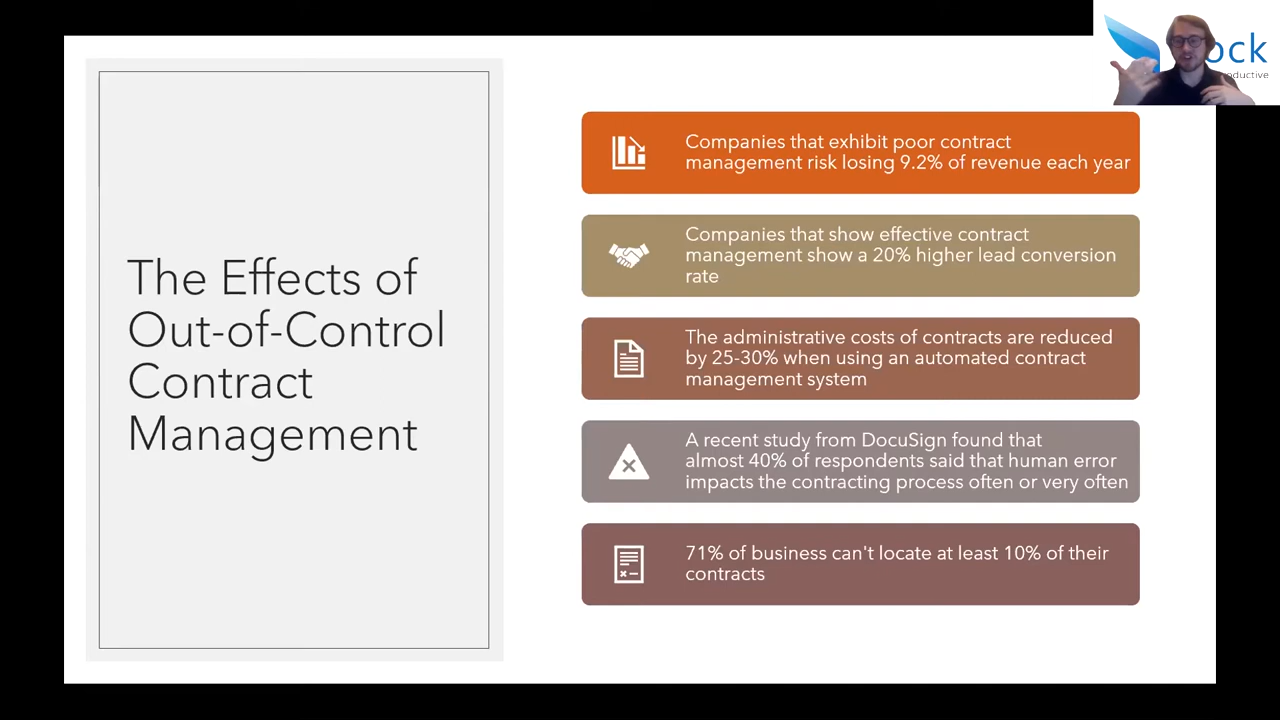 The Effects of
Out-of-Control
Contract
Management
Companies that exhibit poor contract
management risk losing 9.2% of revenue each year
Companies that show effective contract
management show a 20% higher lead conversion
rate
The administrative costs of contracts are reduced
by 25-30% when using an automated contract
management system
A recent study from DocuSign found that
almost 40% of respondents said that human error
impacts the contracting process often or very often
71% of business can't locate at least 10% of their
contracts